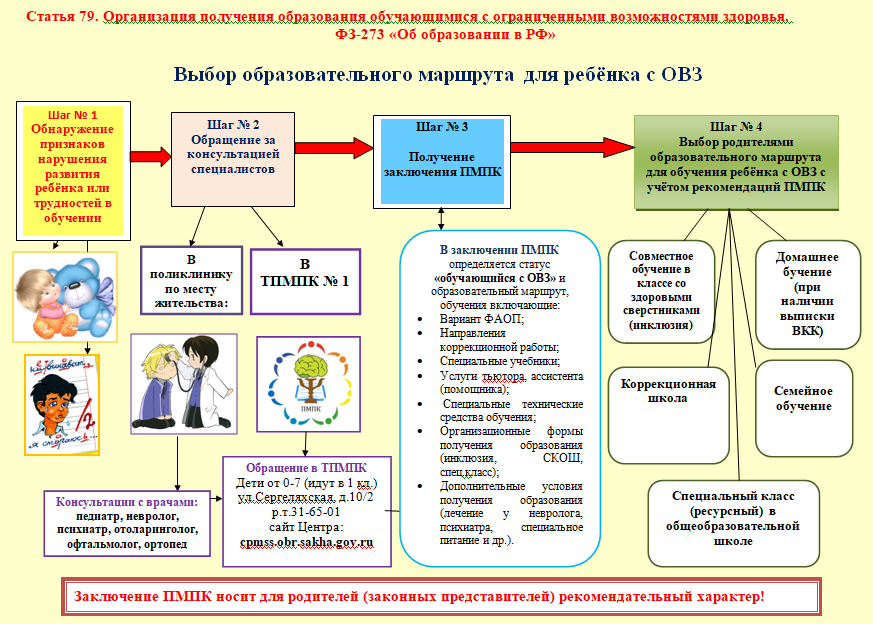 Статья 79. Организация получения образования обучающимися с ограниченными возможностями здоровья.
ФЗ-273 «Об образовании в РФ»
Выбор образовательного маршрута для ребёнка с ОВЗ
Шаг № 1
Обнаружение
признаков
нарушения
развития
ребёнка или
трудностей в
обучении
Шаг № 2
Обращение за
консультацией
специалистов
Шаг № 3
Получение
заключения ПМПК
Шаг № 4
Выбор родителями
образовательного маршрута
для обучения ребёнка с ОВЗ с
учётом рекомендаций ПМПК
В
поликлинику
по месту
жительства:
В
ТПМПК № 1
ПМПК
я стараюсь...
2
Консультации с врачами:
педиатр, невролог,
психиатр, отоларинголог,
офтальмолог, ортопед
Обращение в ТПМПК
Дети от 0-7 (идут в 1 кл.)
ул.Сергеляхская, д.10/2
р.т.31-65-01
сайт Центра:
cpmss.obr.sakha.gov.ru
В заключении ПМПК
определяется статус
«обучающийся с ОВЗ» и
образовательный маршрут,
обучения включающие:
• Вариант ФАОП;
• Направления
коррекционной работы;
• Специальные учебники;
• Услуги тьютора, ассистента
(помощника);
• Специальные технические
средства обучения;
• Организационные формы
получения образования
(инклюзия, СКОШ,
спец.класс);
• Дополнительные условия
получения образования
(лечение у невролога,
психиатра, специальное
питание и др.).
Совместное
обучение в
классе со
здоровыми
сверстниками
(инклюзия)
Домашнее
бучение
(при
наличии
выписки
ВКК)
Коррекционная
школа
Семейное
обучение
Специальный класс
(ресурсный) в
общеобразовательной
школе
Заключение ПМПК носит для родителей (законных представителей) рекомендательный характер!